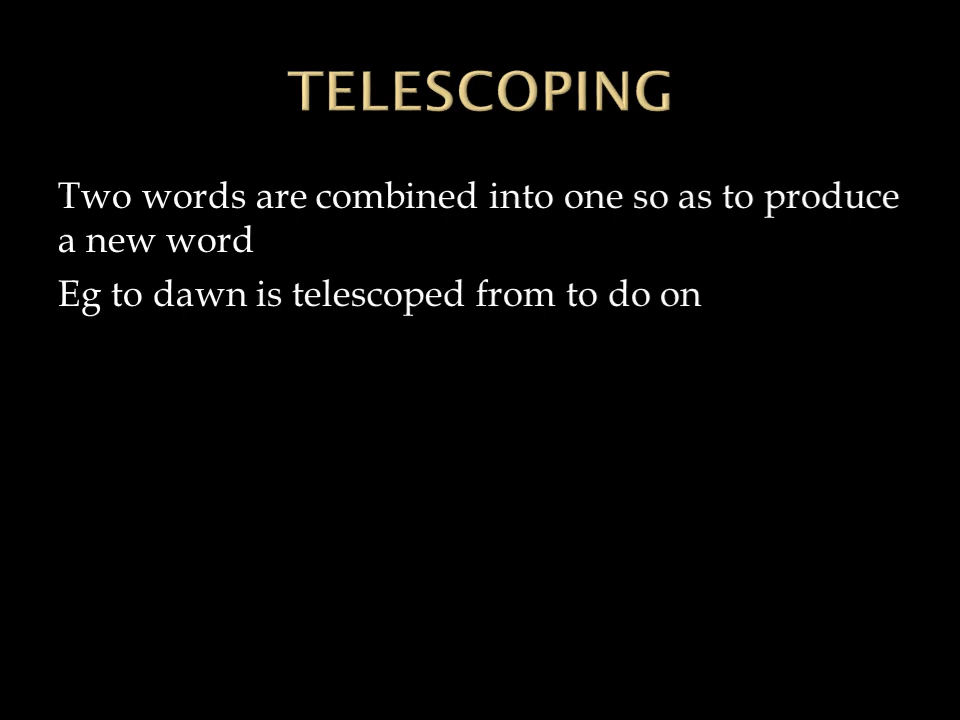 TELESCOPING
Two words are combined into one so as to produce
a new word
Eg to dawn is telescoped from to do on